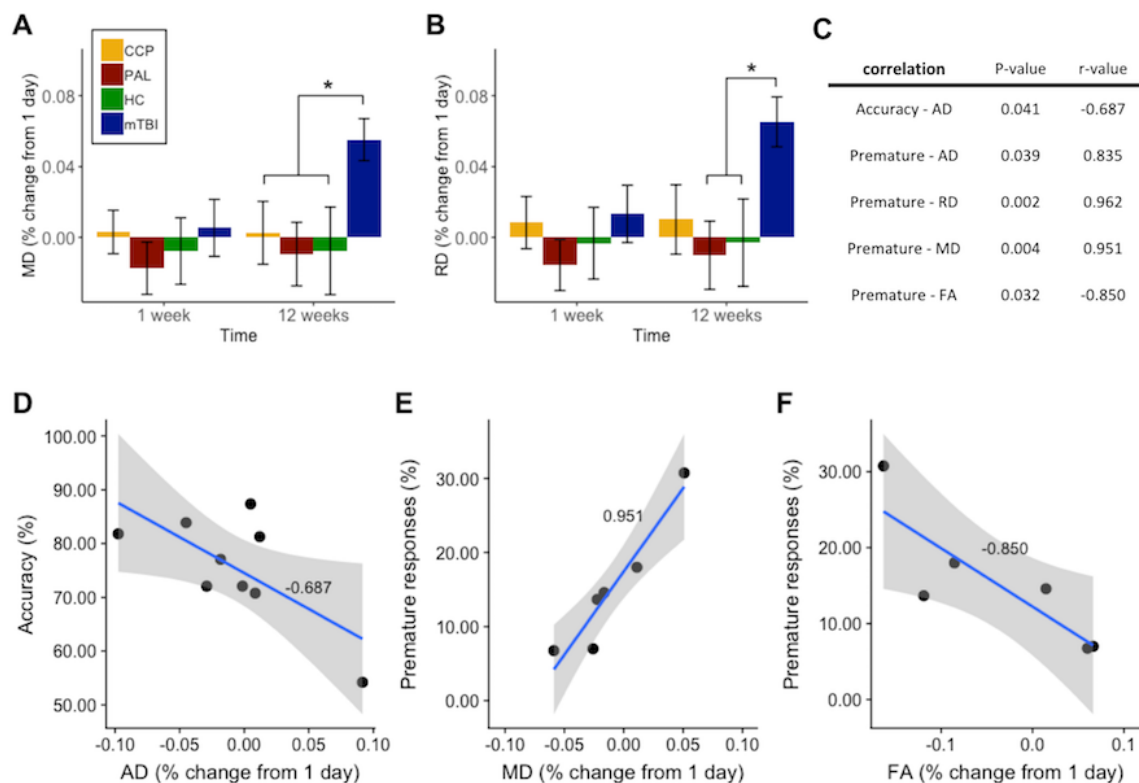 A
CCP
PAL
HC
mTBI
MD (% change from 1 day)
0.08
0.04
0.00
*
1 week
12 weeks
Time
B
RD (% change from 1 day)
0.08
0.04
0.00
*
1 week
12 weeks
Time
C
correlation P-value r-value
Accuracy - AD 0.041 -0.687
Premature - AD 0.039 0.835
Premature - RD 0.002 0.962
Premature - MD 0.004 0.951
Premature - FA 0.032 -0.850
D
Accuracy (%)
100.00
90.00
80.00
70.00
60.00
50.00
-0.687
-0.10 -0.05 0.00 0.05 0.10
AD (% change from 1 day)
E
Premature responses (%)
30.00
20.00
10.00
0.00
0.951
-0.10 -0.05 0.00 0.05 0.10
MD (% change from 1 day)
F
Premature responses (%)
30.00
20.00
10.00
0.00
-0.850
-0.1 0.0 0.1
FA (% change from 1 day)